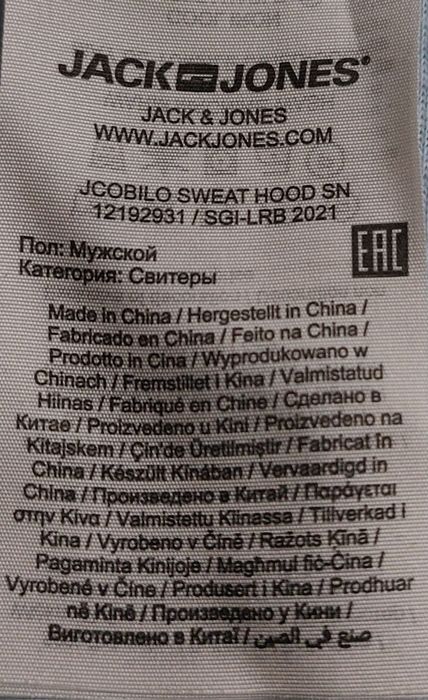 JACK & JONES®
JACK & JONES
WWW.JACKJONES.COM
JCOBILO SWEAT HOOD SN
12192931 / SGI-LRB 2021
EAC
Пол: Мужской
Категория: Свитеры
Made in China / Hergestellt in China /
Fabricado en China / Feito na China /
Prodotto in Cina / Wyprodukowano w
Chinach / Fremstillet i Kina / Valmistatud
Hiinas / Fabriqué en Chine / Сделано в
Китае / Proizvedeno u Kini / Proizvedeno na
Kitajskem / Çin'de Üretilmiştir / Fabricat în
China / Készült Kínában / Vervaardigd in
China / Произведено в Китай / Παράγεται
στην Κίνα / Valmistettu Kiinassa / Tillverkad i
Kina / Vyrobeno v Číně / Ražots Ķīnā /
Pagaminta Kinijoje / Magħmul fiċ-Ċina /
Vyrobené v Číne / Produsert i Kina / Prodhuar
në Kinë / Произведено у Кини /
Виготовлено в Китаї / صنع في الصين